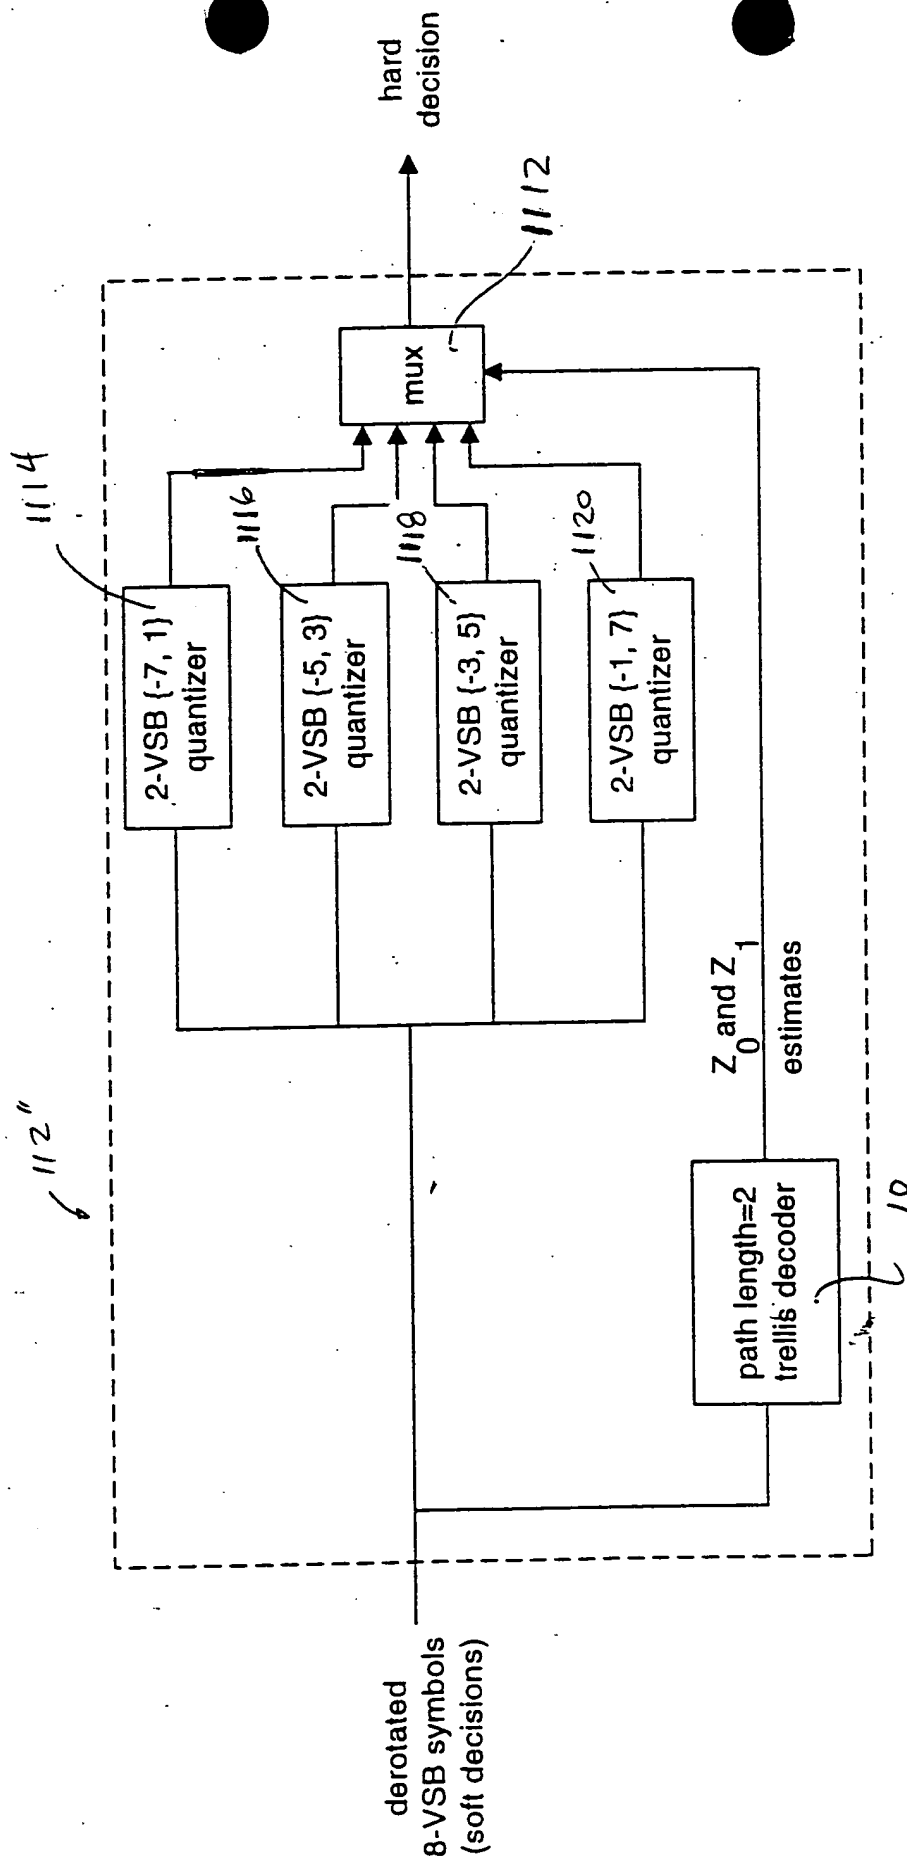 112"
derotated
8-VSB symbols
(soft decisions)
1114
2-VSB {-7, 1}
quantizer
1116
2-VSB {-5, 3}
quantizer
1118
2-VSB {-3, 5}
quantizer
1120
2-VSB {-1, 7}
quantizer
mux
1112
hard
decision
path length=2
trellis decoder
Z0 and Z1
estimates